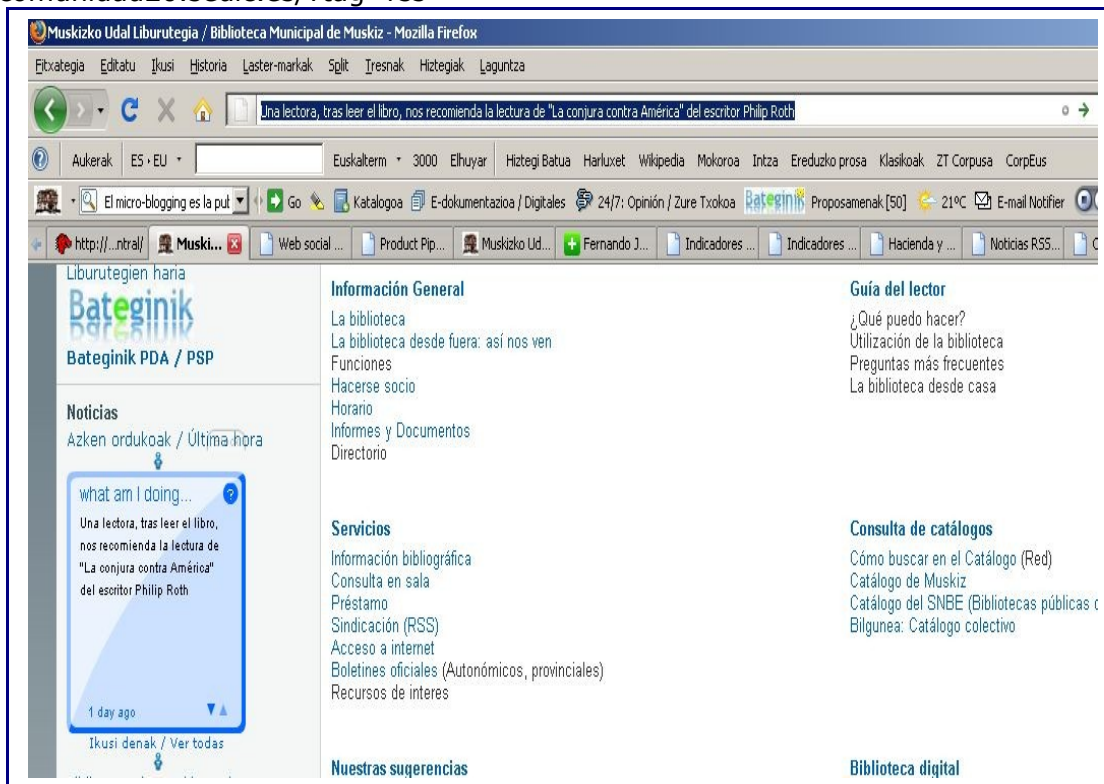 Muskizko Udal Liburutegia / Biblioteca Municipal de Muskiz - Mozilla Firefox
Fitxategia Editatu Ikusi Historia Laster-markak Split Tresnak Hiztegiak Laguntza
Una lectora, tras leer el libro, nos recomienda la lectura de "La conjura contra América" del escritor Philip Roth
Aukerak ES › EU Euskalterm 3000 Elhuyar Hiztegi Batua Harluxet Wikipedia Mokoroa Intza Ereduzko prosa Klasikoak ZT Corpusa CorpEus
El micro-blogging es la put Go Katalogoa E-dokumentazioa / Digitales 24/7: Opinión / Zure Txokoa Bateginik Proposamenak [50] 21ºC E-mail Notifier
http://...ntral/ Muski... Web social ... Product Pip... Muskizko Ud... Fernando J... Indicadores ... Indicadores ... Hacienda y ... Noticias RSS...
Liburutegien haria
Bateginik
Bateginik PDA / PSP
Noticias
Azken ordukoak / Última hora
what am I doing... ?
Una lectora, tras leer el libro,
nos recomienda la lectura de
"La conjura contra América"
del escritor Philip Roth
1 day ago
Ikusi denak / Ver todas
Información General
La biblioteca
La biblioteca desde fuera: así nos ven
Funciones
Hacerse socio
Horario
Informes y Documentos
Directorio
Guía del lector
¿Qué puedo hacer?
Utilización de la biblioteca
Preguntas más frecuentes
La biblioteca desde casa
Servicios
Información bibliográfica
Consulta en sala
Préstamo
Sindicación (RSS)
Acceso a internet
Boletines oficiales (Autonómicos, provinciales)
Recursos de interes
Consulta de catálogos
Cómo buscar en el Catálogo (Red)
Catálogo de Muskiz
Catálogo del SNBE (Bibliotecas públicas
Bilgunea: Catálogo colectivo
Nuestras sugerencias
Biblioteca digital